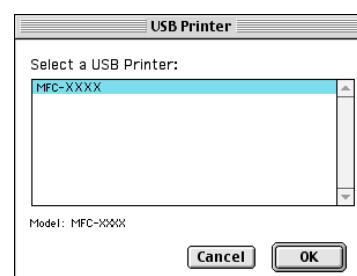 USB Printer
Select a USB Printer:
MFC-XXXX
Model: MFC-XXXX
Cancel
OK